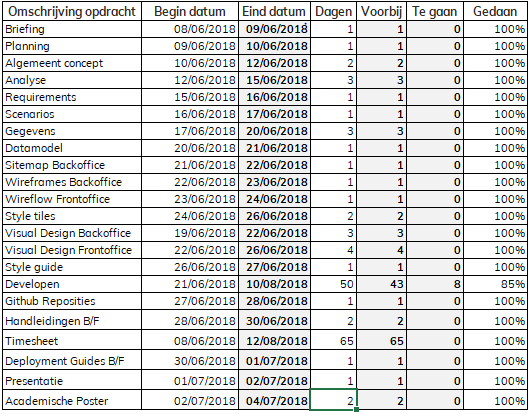 Omschrijving opdracht Begin datum Eind datum Dagen Voorbij Te gaan Gedaan
Briefing 08/06/2018 09/06/2018 1 1 0 100%
Planning 09/06/2018 10/06/2018 1 1 0 100%
Algemeent concept 10/06/2018 12/06/2018 2 2 0 100%
Analyse 12/06/2018 15/06/2018 3 3 0 100%
Requirements 15/06/2018 16/06/2018 1 1 0 100%
Scenarios 16/06/2018 17/06/2018 1 1 0 100%
Gegevens 17/06/2018 20/06/2018 3 3 0 100%
Datamodel 20/06/2018 21/06/2018 1 1 0 100%
Sitemap Backoffice 21/06/2018 22/06/2018 1 1 0 100%
Wireframes Backoffice 22/06/2018 23/06/2018 1 1 0 100%
Wireflow Frontoffice 23/06/2018 24/06/2018 1 1 0 100%
Style tiles 24/06/2018 26/06/2018 2 2 0 100%
Visual Design Backoffice 19/06/2018 22/06/2018 3 3 0 100%
Visual Design Frontoffice 22/06/2018 26/06/2018 4 4 0 100%
Style guide 26/06/2018 27/06/2018 1 1 0 100%
Developen 21/06/2018 10/08/2018 50 43 8 85%
Github Reposities 27/06/2018 28/06/2018 1 1 0 100%
Handleidingen B/F 28/06/2018 30/06/2018 2 2 0 100%
Timesheet 08/06/2018 12/08/2018 65 65 0 100%
Deployment Guides B/F 30/06/2018 01/07/2018 1 1 0 100%
Presentatie 01/07/2018 02/07/2018 1 1 0 100%
Academische Poster 02/07/2018 04/07/2018 2 2 0 100%